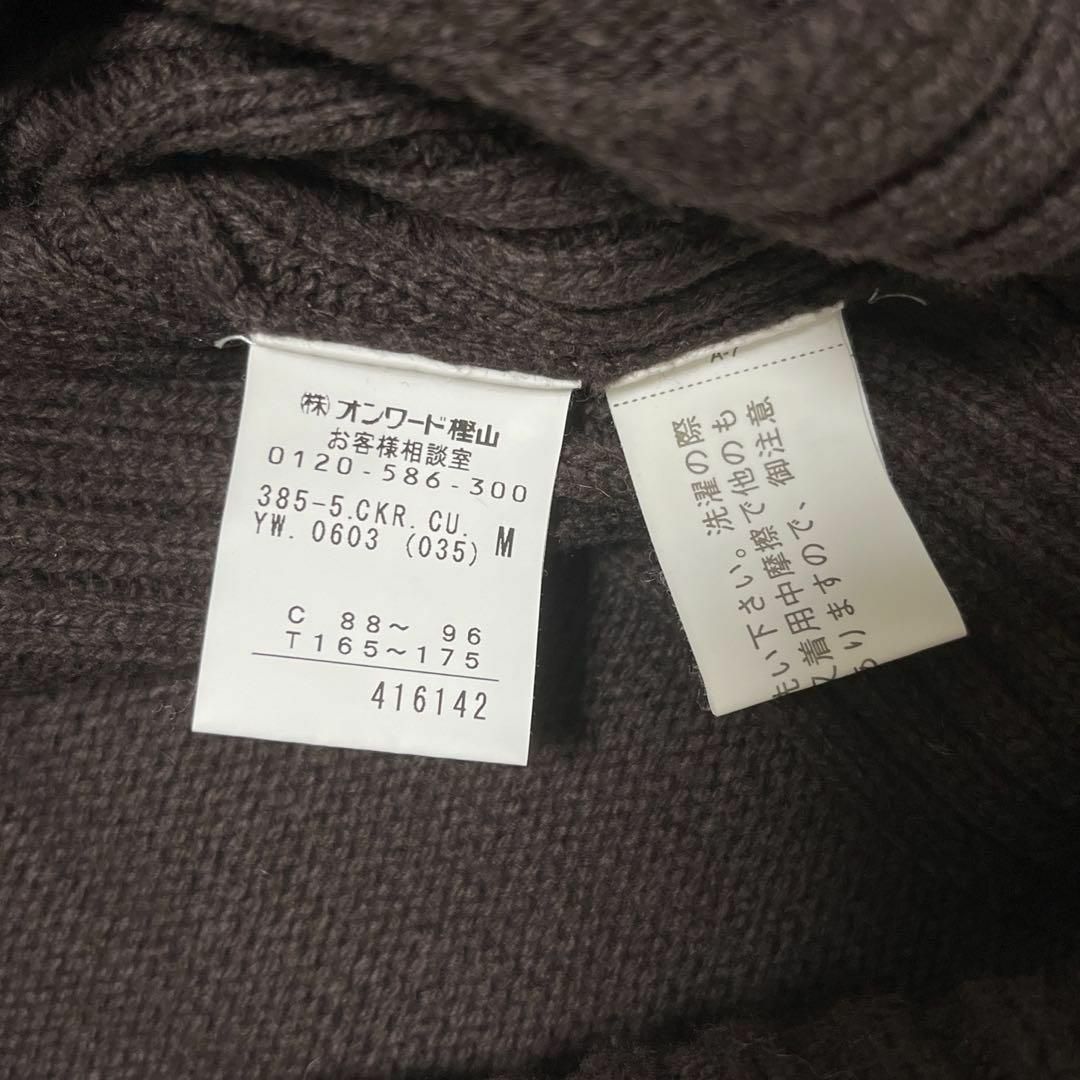 ㈱オンワード樫山
お客様相談室
0120-586-300
385-5.CKR.CU. M
YW.0603 (035)
C 88～ 96
T165～175
416142
A-7
洗濯の際
下さい。
着用中摩擦で他のも
りますので、御注意